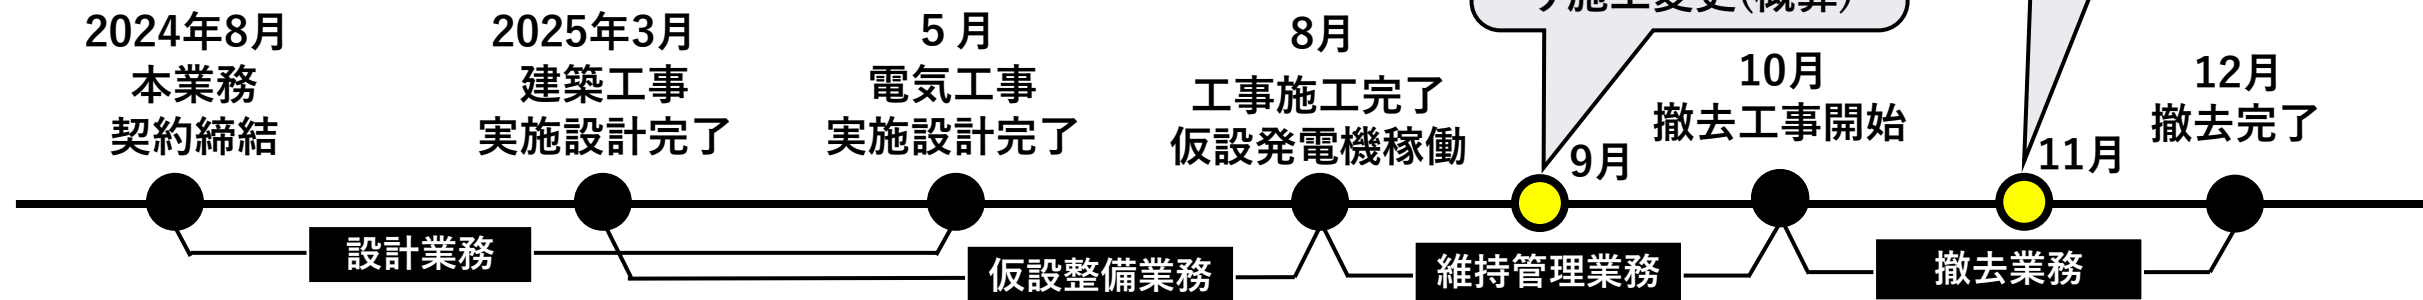 2024年8月
本業務
契約締結
2025年3月
建築工事
実施設計完了
5 月
電気工事
実施設計完了
8月
工事施工完了
仮設発電機稼働
施工変更(概算)
9月
10月
撤去工事開始
11月
12月
撤去完了
設計業務
仮設整備業務
維持管理業務
撤去業務